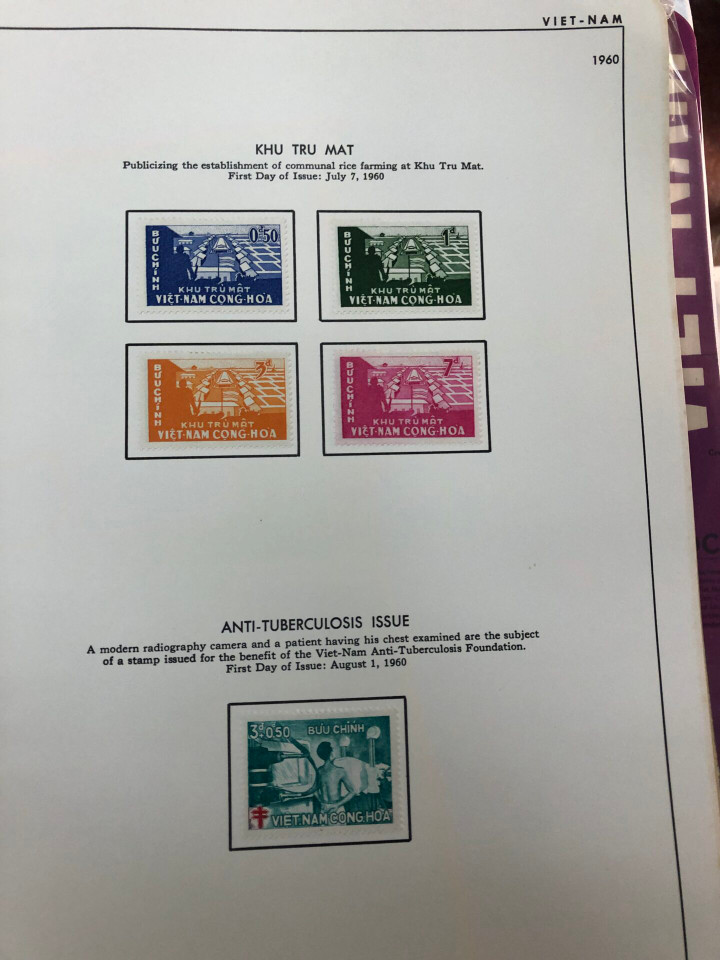 VIET-NAM
1960
KHU TRU MAT
Publicizing the establishment of communal rice farming at Khu Tru Mat.
First Day of Issue: July 7, 1960
BƯU CHÍNH
0đ50
KHU TRÙ MẬT
VIỆT-NAM CỘNG-HÒA
BƯU CHÍNH
1đ
KHU TRÙ MẬT
VIỆT-NAM CỘNG-HÒA
BƯU CHÍNH
3đ
KHU TRÙ MẬT
VIỆT-NAM CỘNG-HÒA
BƯU CHÍNH
7đ
KHU TRÙ MẬT
VIỆT-NAM CỘNG-HÒA
ANTI-TUBERCULOSIS ISSUE
A modern radiography camera and a patient having his chest examined are the subject
of a stamp issued for the benefit of the Viet-Nam Anti-Tuberculosis Foundation.
First Day of Issue: August 1, 1960
3đ+0,50 BƯU CHÍNH
VIỆT NAM CỘNG HÒA
VIET NAM